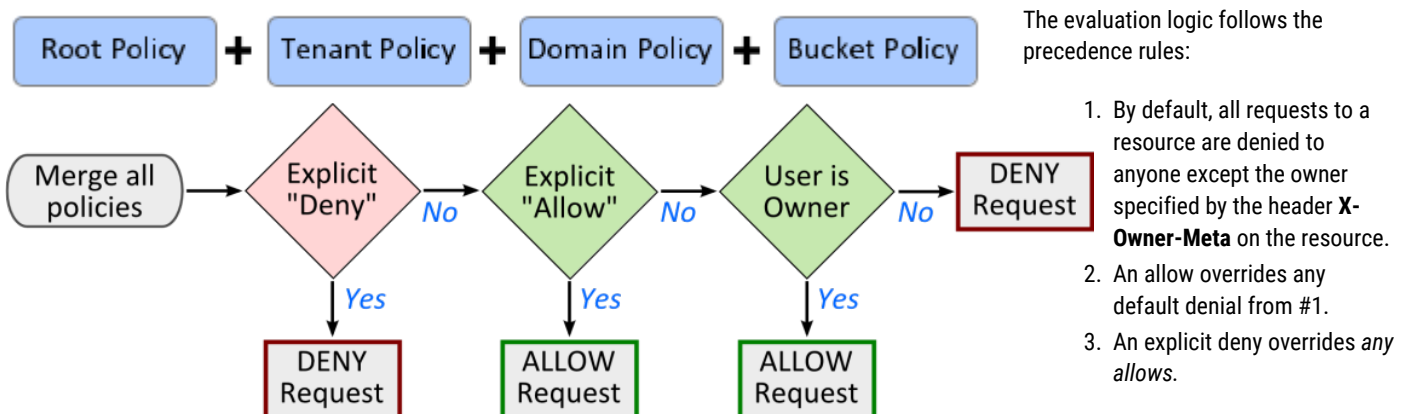 Root Policy + Tenant Policy + Domain Policy + Bucket Policy
Merge all
policies
Explicit
"Deny"
No
Explicit
"Allow"
No
User is
Owner
No
DENY
Request
Yes
Yes
Yes
DENY
Request
ALLOW
Request
ALLOW
Request
The evaluation logic follows the
precedence rules:
1. By default, all requests to a
resource are denied to
anyone except the owner
specified by the header X-
Owner-Meta on the resource.
2. An allow overrides any
default denial from #1.
3. An explicit deny overrides any
allows.